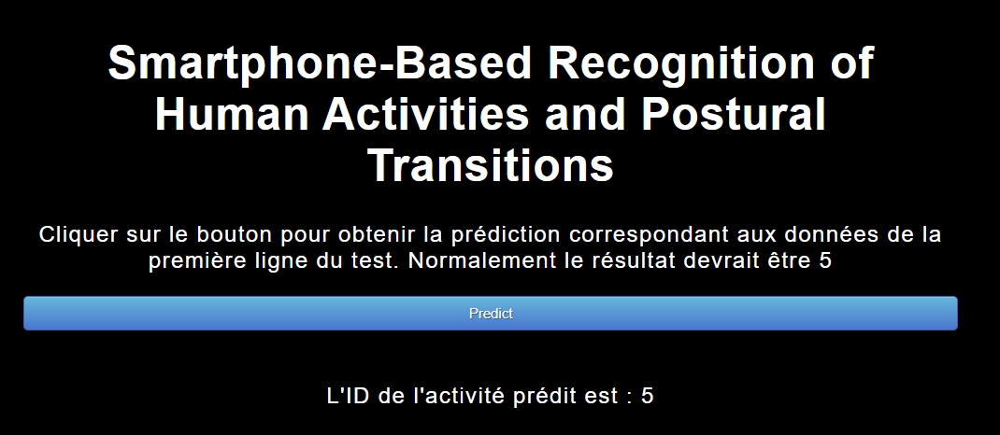 Smartphone-Based Recognition of
Human Activities and Postural
Transitions
Cliquer sur le bouton pour obtenir la prédiction correspondant aux données de la
première ligne du test. Normalement le résultat devrait être 5
Predict
L'ID de l'activité prédit est : 5